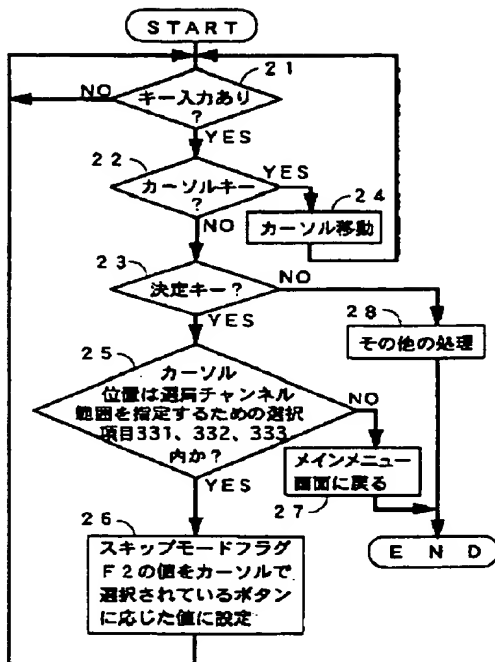 START
21
キー入力あり
?
NO
YES
22
カーソルキー
?
YES
24
カーソル移動
NO
23
決定キー?
NO
YES
28
その他の処理
25
カーソル
位置は選局チャンネル
範囲を指定するための選択
項目331、332、333
内か?
NO
YES
メインメニュー
画面に戻る
27
26
スキップモードフラグ
F2の値をカーソルで
選択されているボタン
に応じた値に設定
END